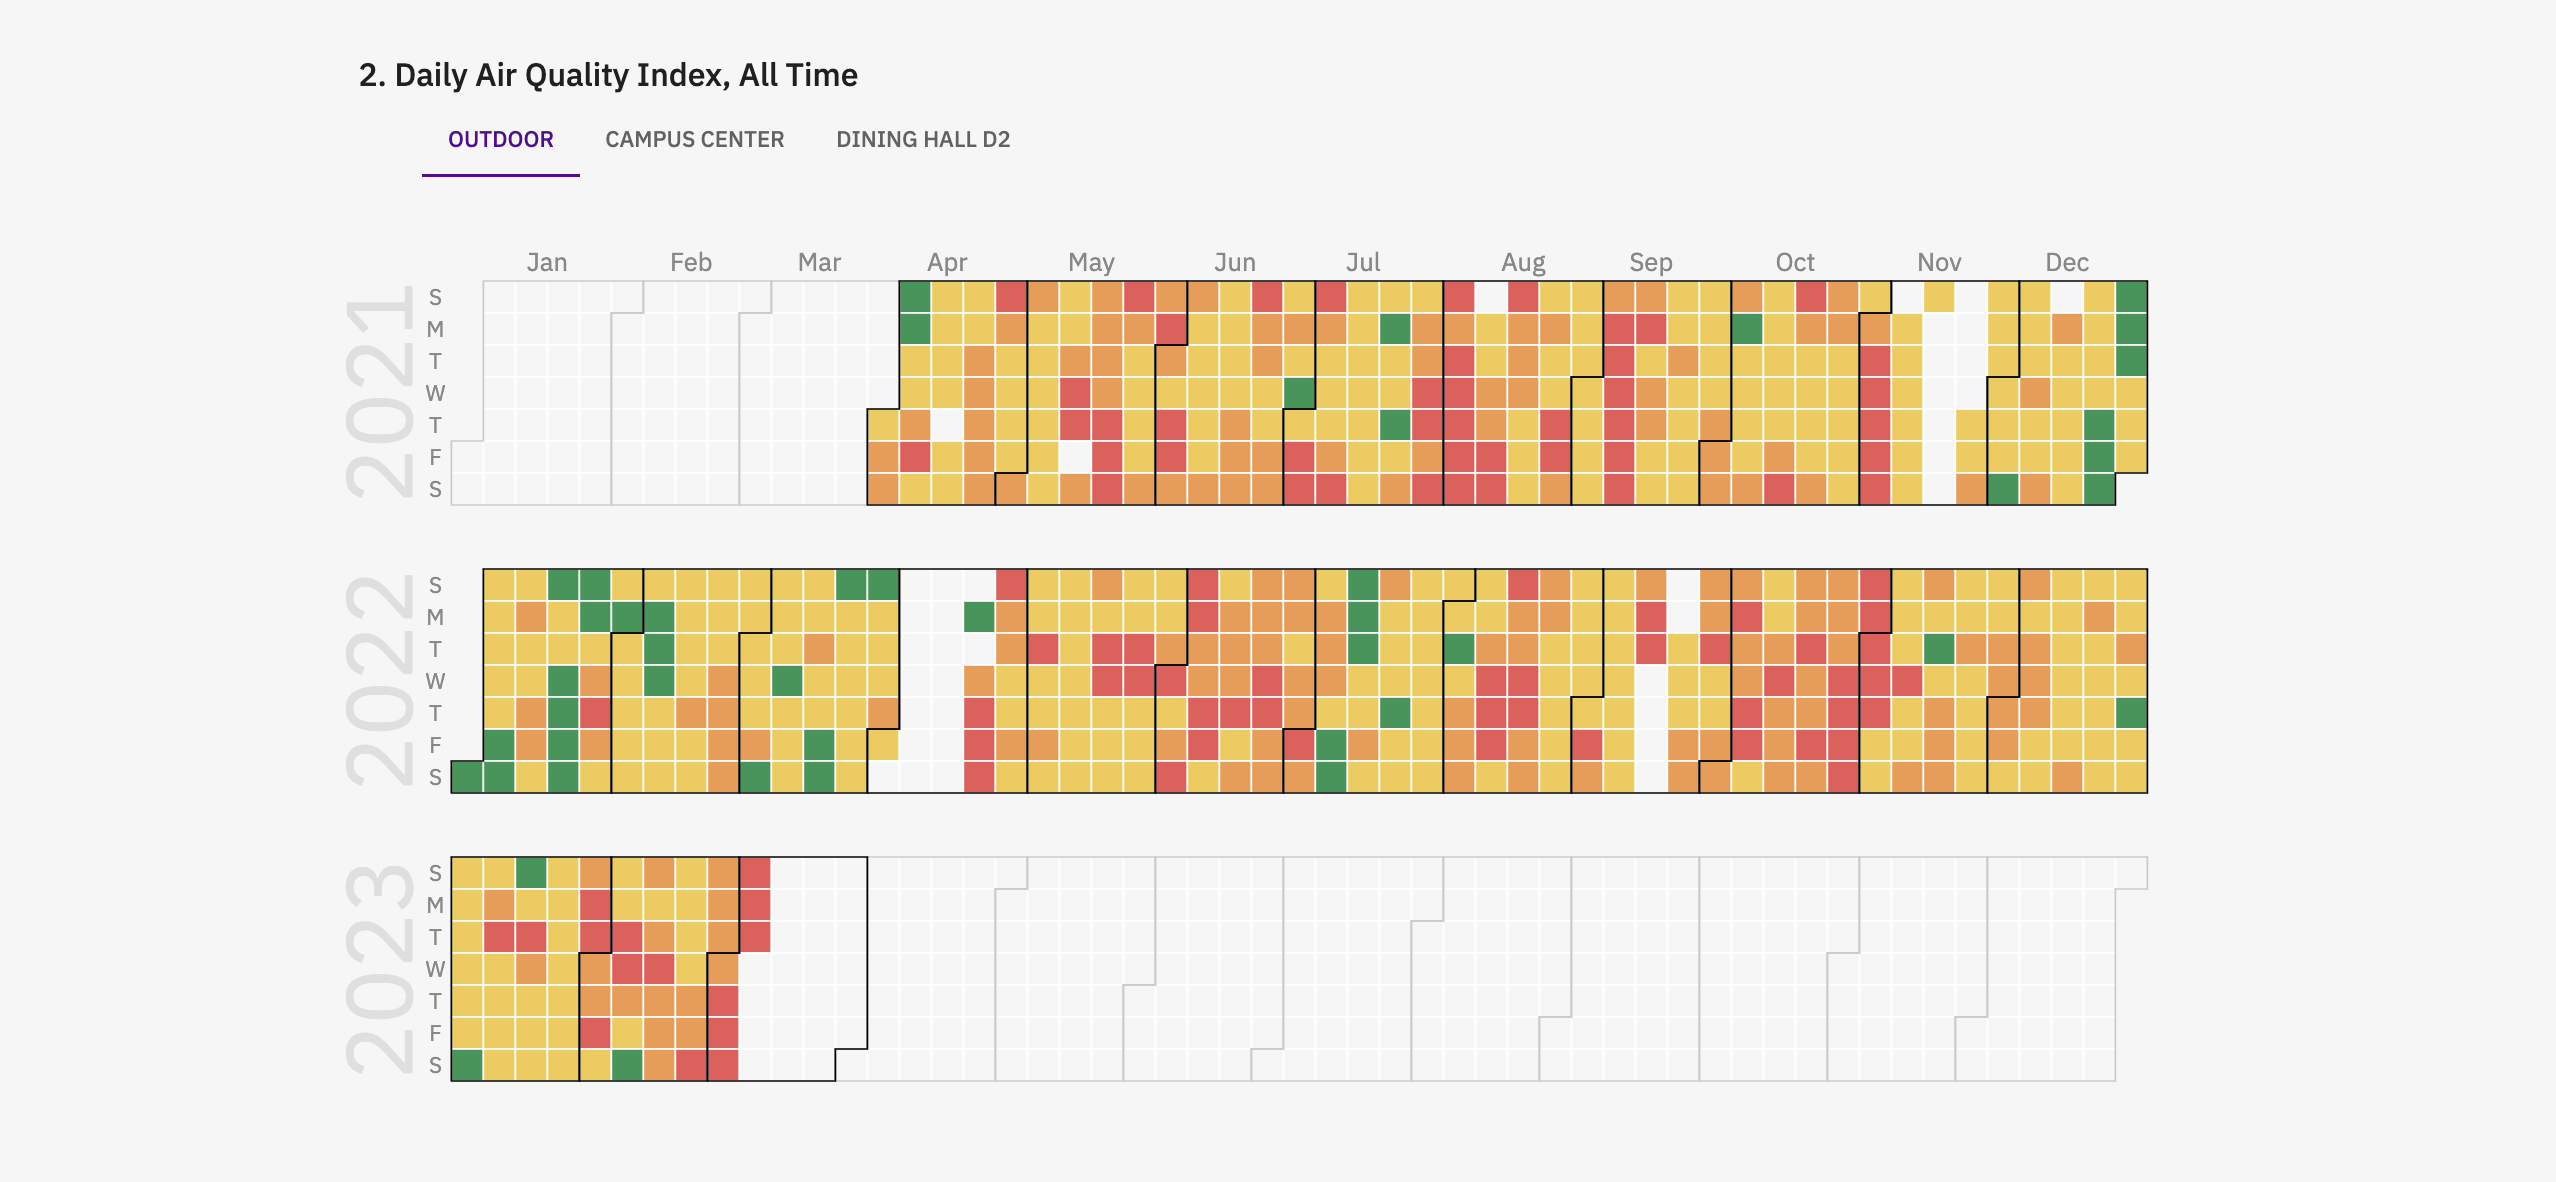 2. Daily Air Quality Index, All Time
OUTDOOR CAMPUS CENTER DINING HALL D2
Jan Feb Mar Apr May Jun Jul Aug Sep Oct Nov Dec
2021
S
M
T
W
T
F
S
2022
S
M
T
W
T
F
S
2023
S
M
T
W
T
F
S